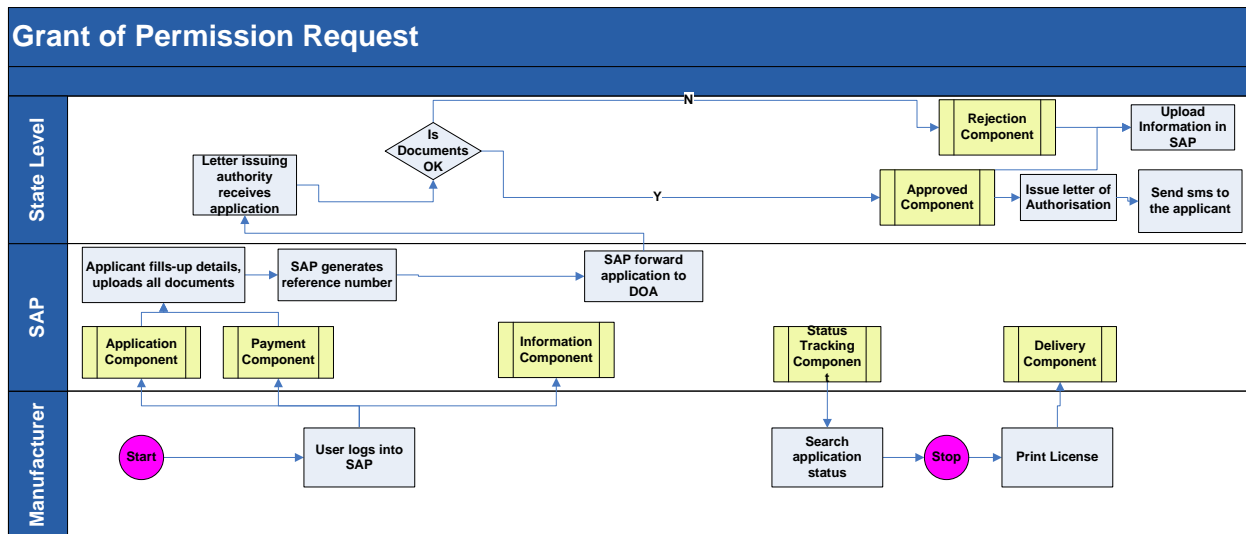 Grant of Permission Request
State Level
N
Is
Documents
OK
Rejection
Component
Upload
Information in
SAP
Letter issuing
authority
receives
application
Y
Approved
Component
Issue letter of
Authorisation
Send sms to
the applicant
SAP
Applicant fills-up details,
uploads all documents
SAP generates
reference number
SAP forward
application to
DOA
Application
Component
Payment
Component
Information
Component
Status
Tracking
Componen
t
Delivery
Component
Manufacturer
Start
User logs into
SAP
Search
application
status
Stop
Print License